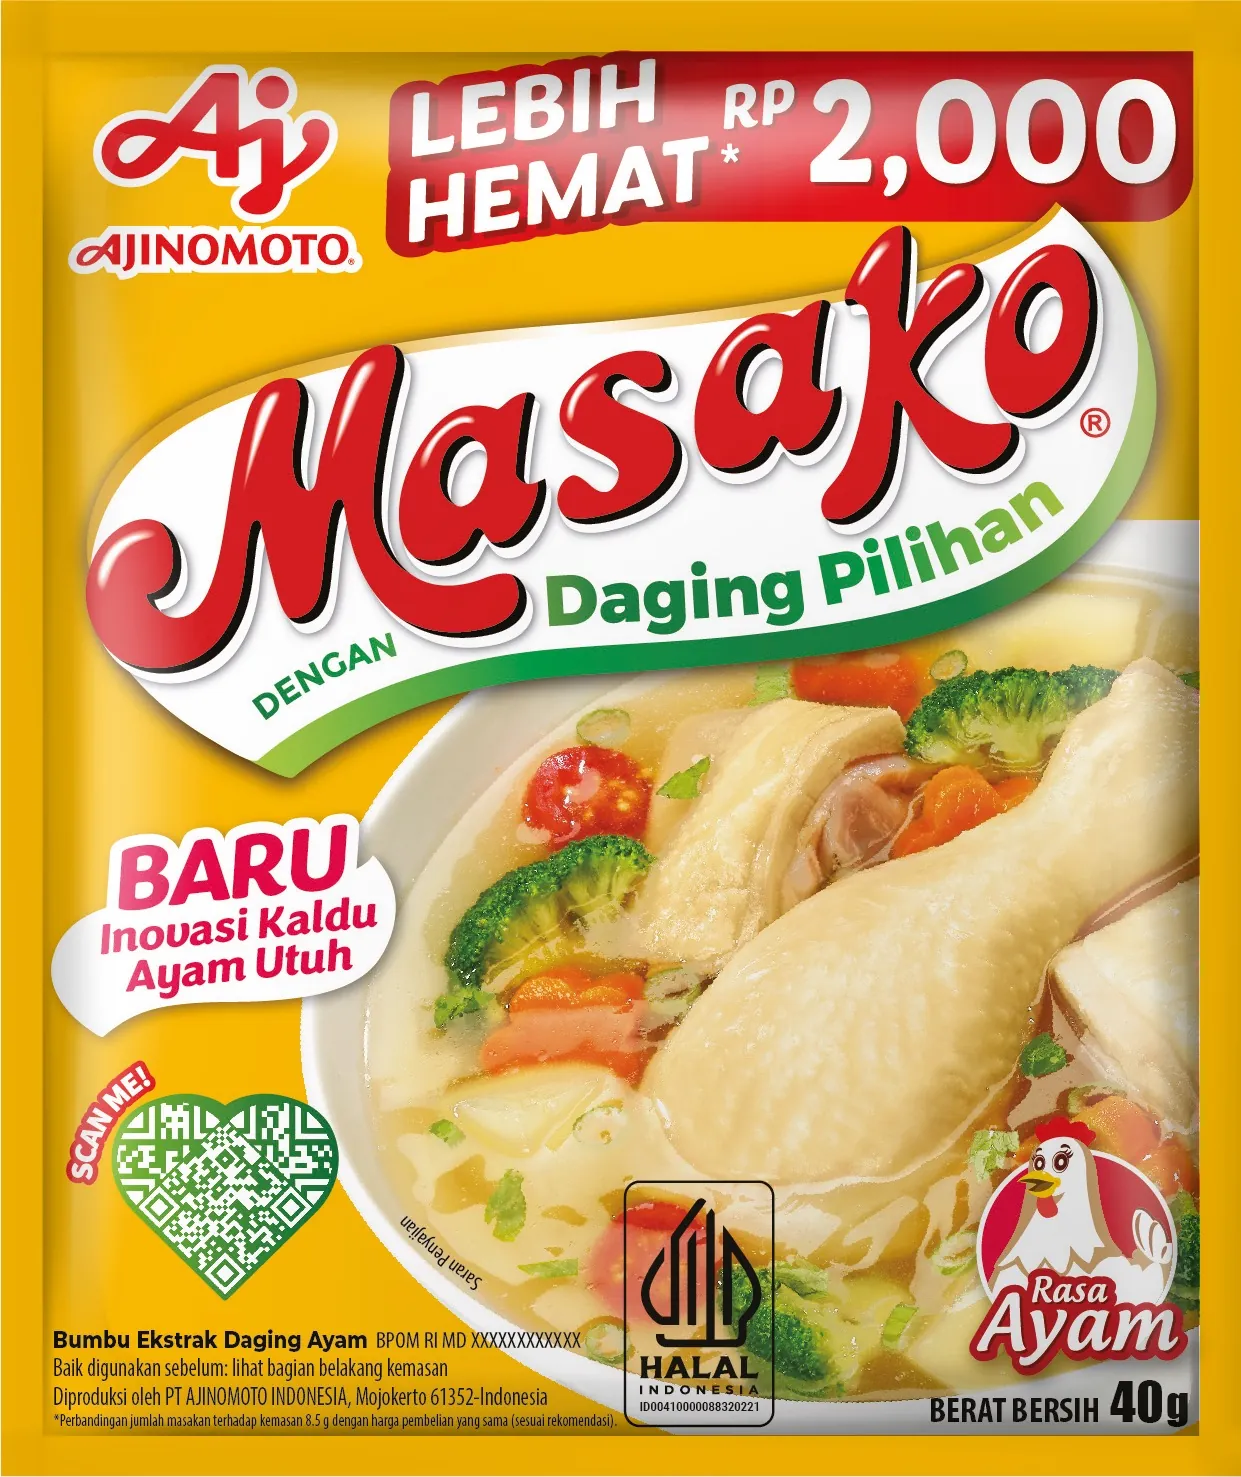 Aj
AJINOMOTO®
LEBIH
HEMAT*
RP 2,000
Masako®
DENGAN Daging Pilihan
BARU
Inovasi Kaldu
Ayam Utuh
SCAN ME!
Saran Penyajian
Rasa
Ayam
Bumbu Ekstrak Daging Ayam BPOM RI MD XXXXXXXXXXXX
Baik digunakan sebelum: lihat bagian belakang kemasan
Diproduksi oleh PT AJINOMOTO INDONESIA, Mojokerto 61352-Indonesia
*Perbandingan jumlah masakan terhadap kemasan 8.5 g dengan harga pembelian yang sama (sesuai rekomendasi).
HALAL
INDONESIA
ID00410000088320221
BERAT BERSIH 40g